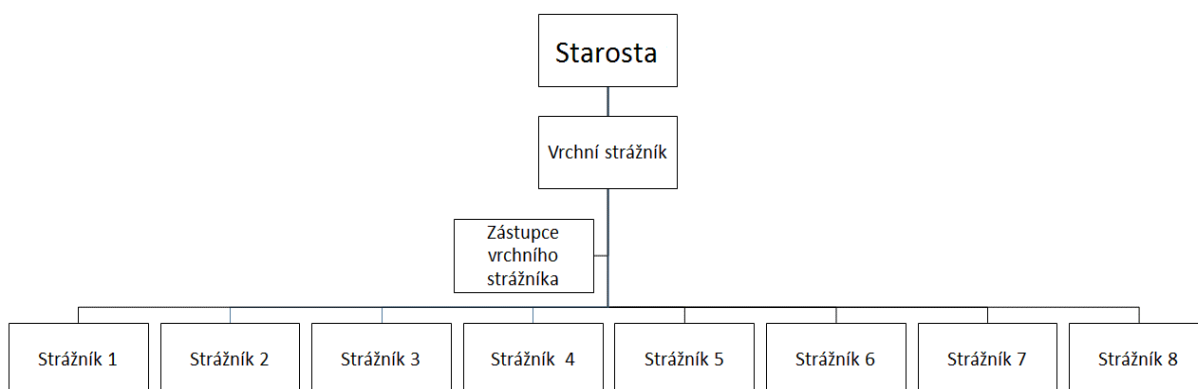 Starosta
Vrchní strážník
Zástupce
vrchního
strážníka
Strážník 1
Strážník 2
Strážník 3
Strážník  4
Strážník 5
Strážník 6
Strážník 7
Strážník 8